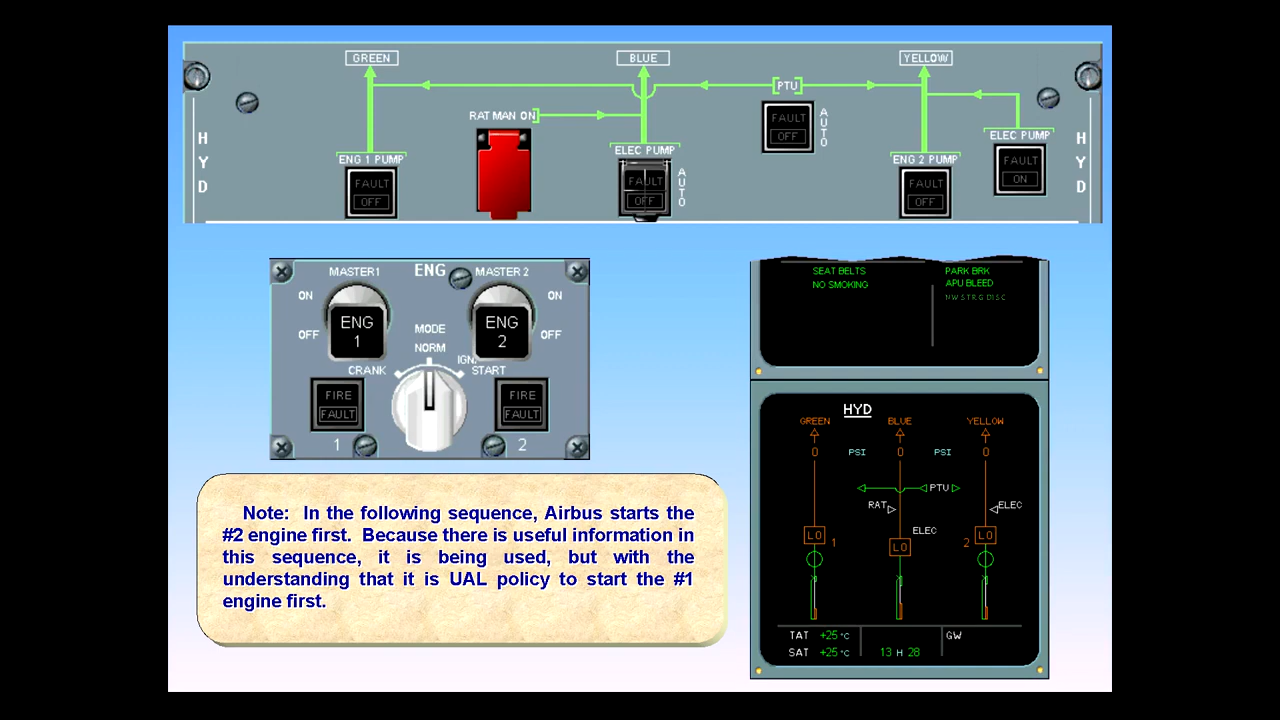 GREEN BLUE YELLOW
PTU
RAT MAN ON
FAULT
OFF
AUTO
ELEC PUMP
ENG 1 PUMP
ELEC PUMP
ENG 2 PUMP
HYD
HYD
FAULT
OFF
FAULT
OFF
AUTO
FAULT
OFF
FAULT
ON
MASTER1 ENG MASTER 2
ON ON
ENG
1
ENG
2
OFF OFF
MODE
NORM
CRANK
IGN
START
FIRE
FAULT
FIRE
FAULT
1 2
SEAT BELTS PARK BRK
NO SMOKING APU BLEED
NW STRG DISC
HYD
GREEN BLUE YELLOW
0 PSI 0 PSI 0
PTU
RAT ELEC
ELEC
LO 1 LO 2 LO
TAT +25 °C GW
SAT +25 °C 13 H 28
Note: In the following sequence, Airbus starts the
#2 engine first. Because there is useful information in
this sequence, it is being used, but with the
understanding that it is UAL policy to start the #1
engine first.